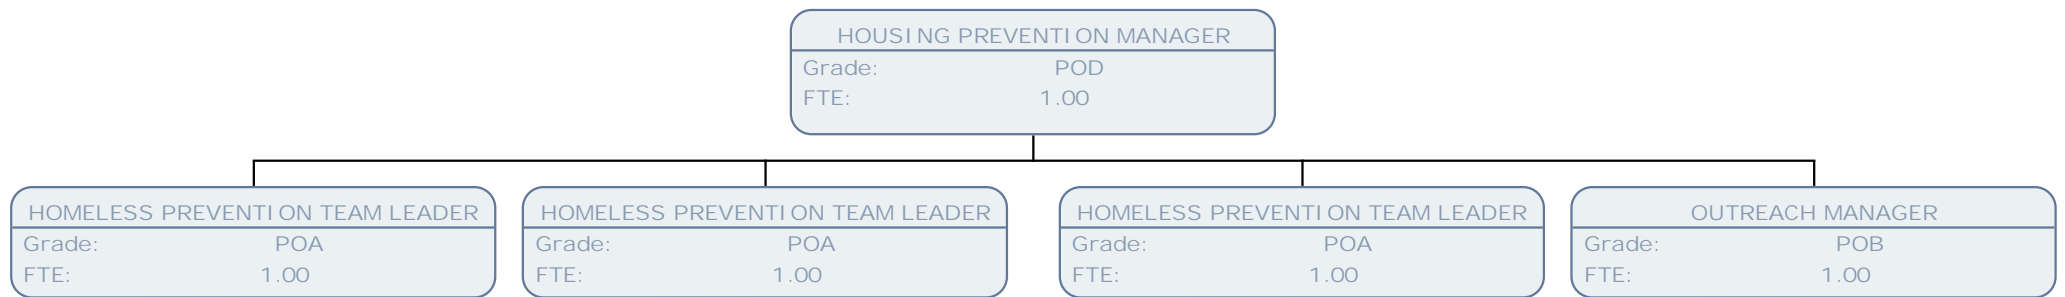 HOUSING PREVENTION MANAGER
Grade: POD
FTE: 1.00
HOMELESS PREVENTION TEAM LEADER
Grade: POA
FTE: 1.00
HOMELESS PREVENTION TEAM LEADER
Grade: POA
FTE: 1.00
HOMELESS PREVENTION TEAM LEADER
Grade: POA
FTE: 1.00
OUTREACH MANAGER
Grade: POB
FTE: 1.00